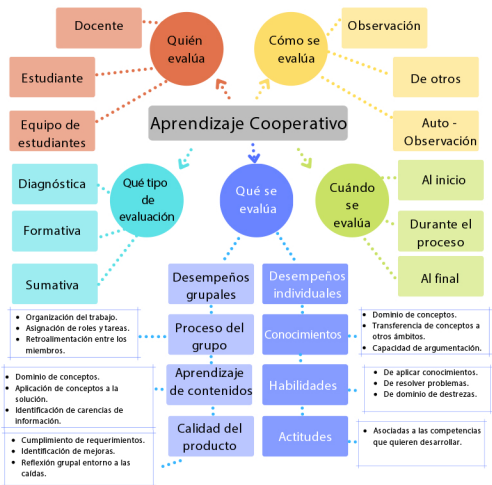 Docente
Quién
evalúa
Cómo se
evalúa
Observación
Estudiante
De otros
Equipo de
estudiantes
Aprendizaje Cooperativo
Auto -
Observación
Diagnóstica
Formativa
Sumativa
Qué tipo
de
evaluación
Qué se
evalúa
Cuándo
se
evalúa
Al inicio
Durante el
proceso
Al final
Desempeños
grupales
Desempeños
individuales
• Organización del trabajo.
• Asignación de roles y tareas.
• Retroalimentación entre los
miembros.
Proceso del
grupo
Conocimientos
• Dominio de conceptos.
• Transferencia de conceptos a
otros ámbitos.
• Capacidad de argumentación.
• Dominio de conceptos.
• Aplicación de conceptos a la
solución.
• Identificación de carencias de
información.
Aprendizaje
de contenidos
Habilidades
• De aplicar conocimientos.
• De resolver problemas.
• De dominio de destrezas.
• Cumplimiento de requerimientos.
• Identificación de mejoras.
• Reflexión grupal entorno a las
caídas.
Calidad del
producto
Actitudes
• Asociadas a las competencias
que quieren desarrollar.